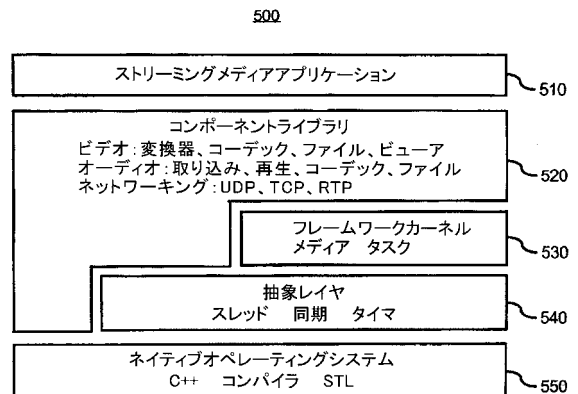 500
ストリーミングメディアアプリケーション
510
コンポーネントライブラリ
ビデオ：変換器、コーデック、ファイル、ビューア
オーディオ：取り込み、再生、コーデック、ファイル
ネットワーキング：UDP、TCP、RTP
520
フレームワークカーネル
メディア タスク
530
抽象レイヤ
スレッド 同期 タイマ
540
ネイティブオペレーティングシステム
C++ コンパイラ STL
550